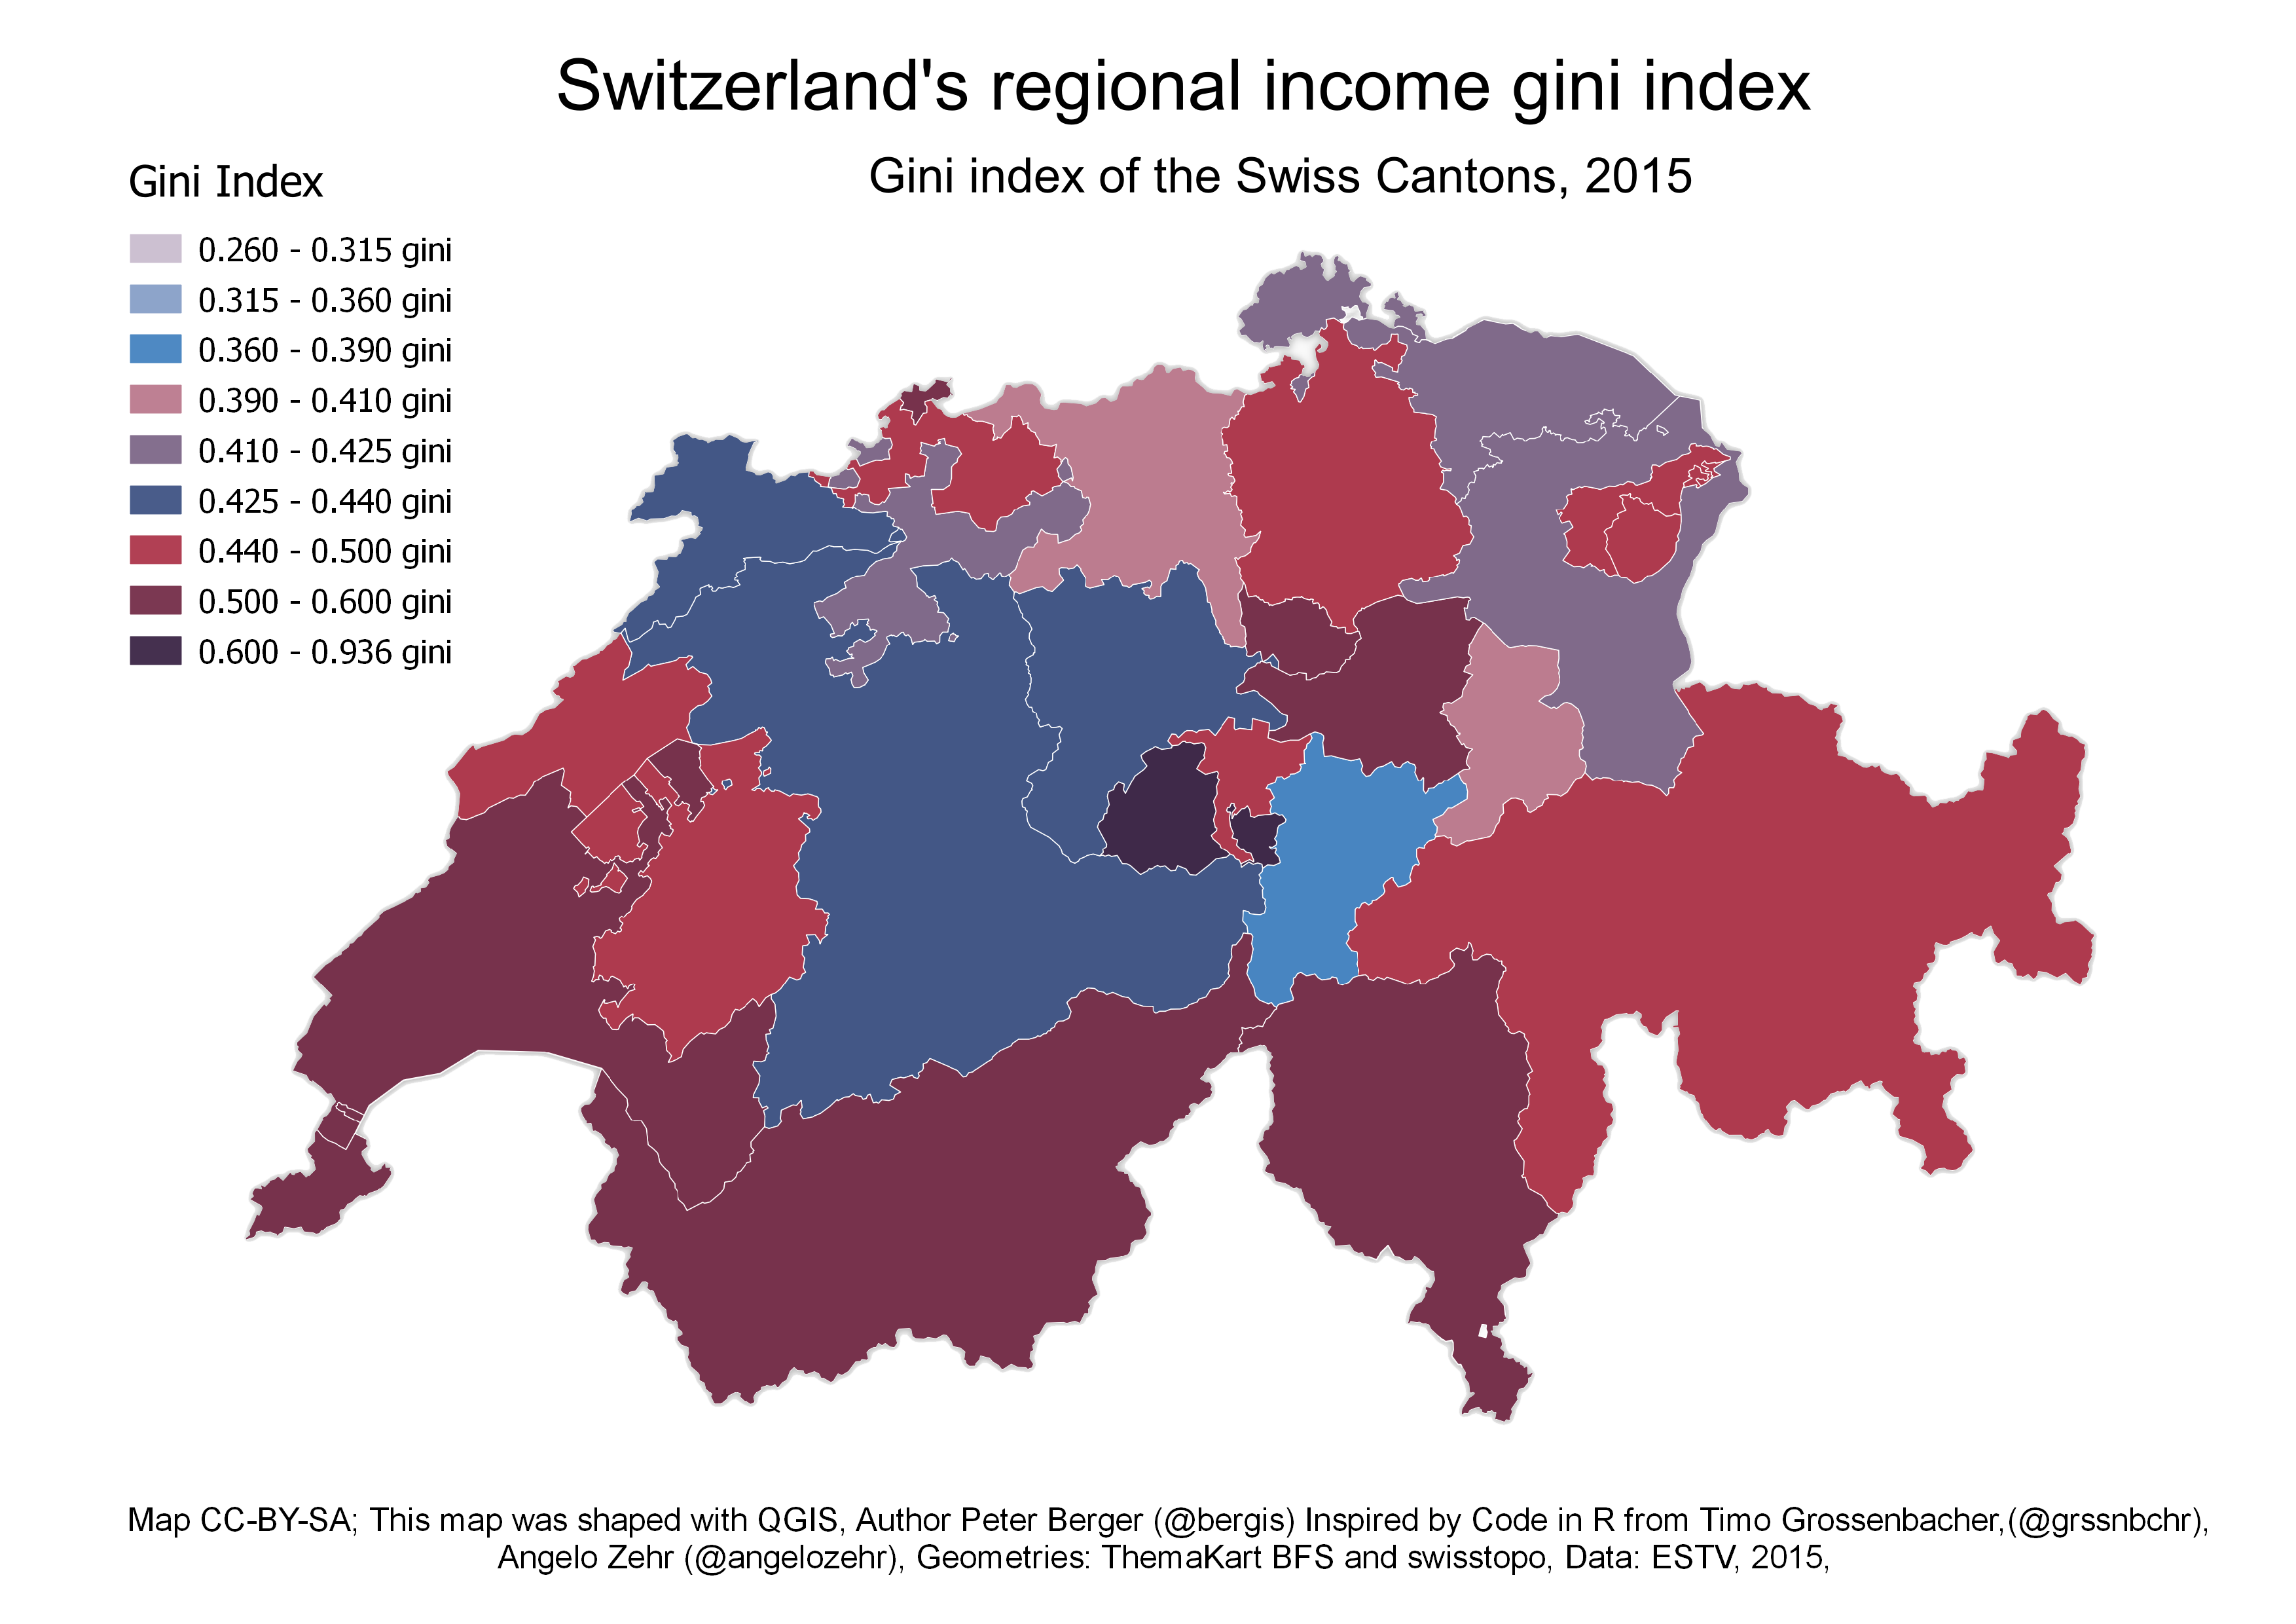 Switzerland's regional income gini index
Gini index of the Swiss Cantons, 2015
Gini Index
0.260 - 0.315 gini
0.315 - 0.360 gini
0.360 - 0.390 gini
0.390 - 0.410 gini
0.410 - 0.425 gini
0.425 - 0.440 gini
0.440 - 0.500 gini
0.500 - 0.600 gini
0.600 - 0.936 gini
Map CC-BY-SA; This map was shaped with QGIS, Author Peter Berger (@bergis) Inspired by Code in R from Timo Grossenbacher,(@grssnbchr),
Angelo Zehr (@angelozehr), Geometries: ThemaKart BFS and swisstopo, Data: ESTV, 2015,